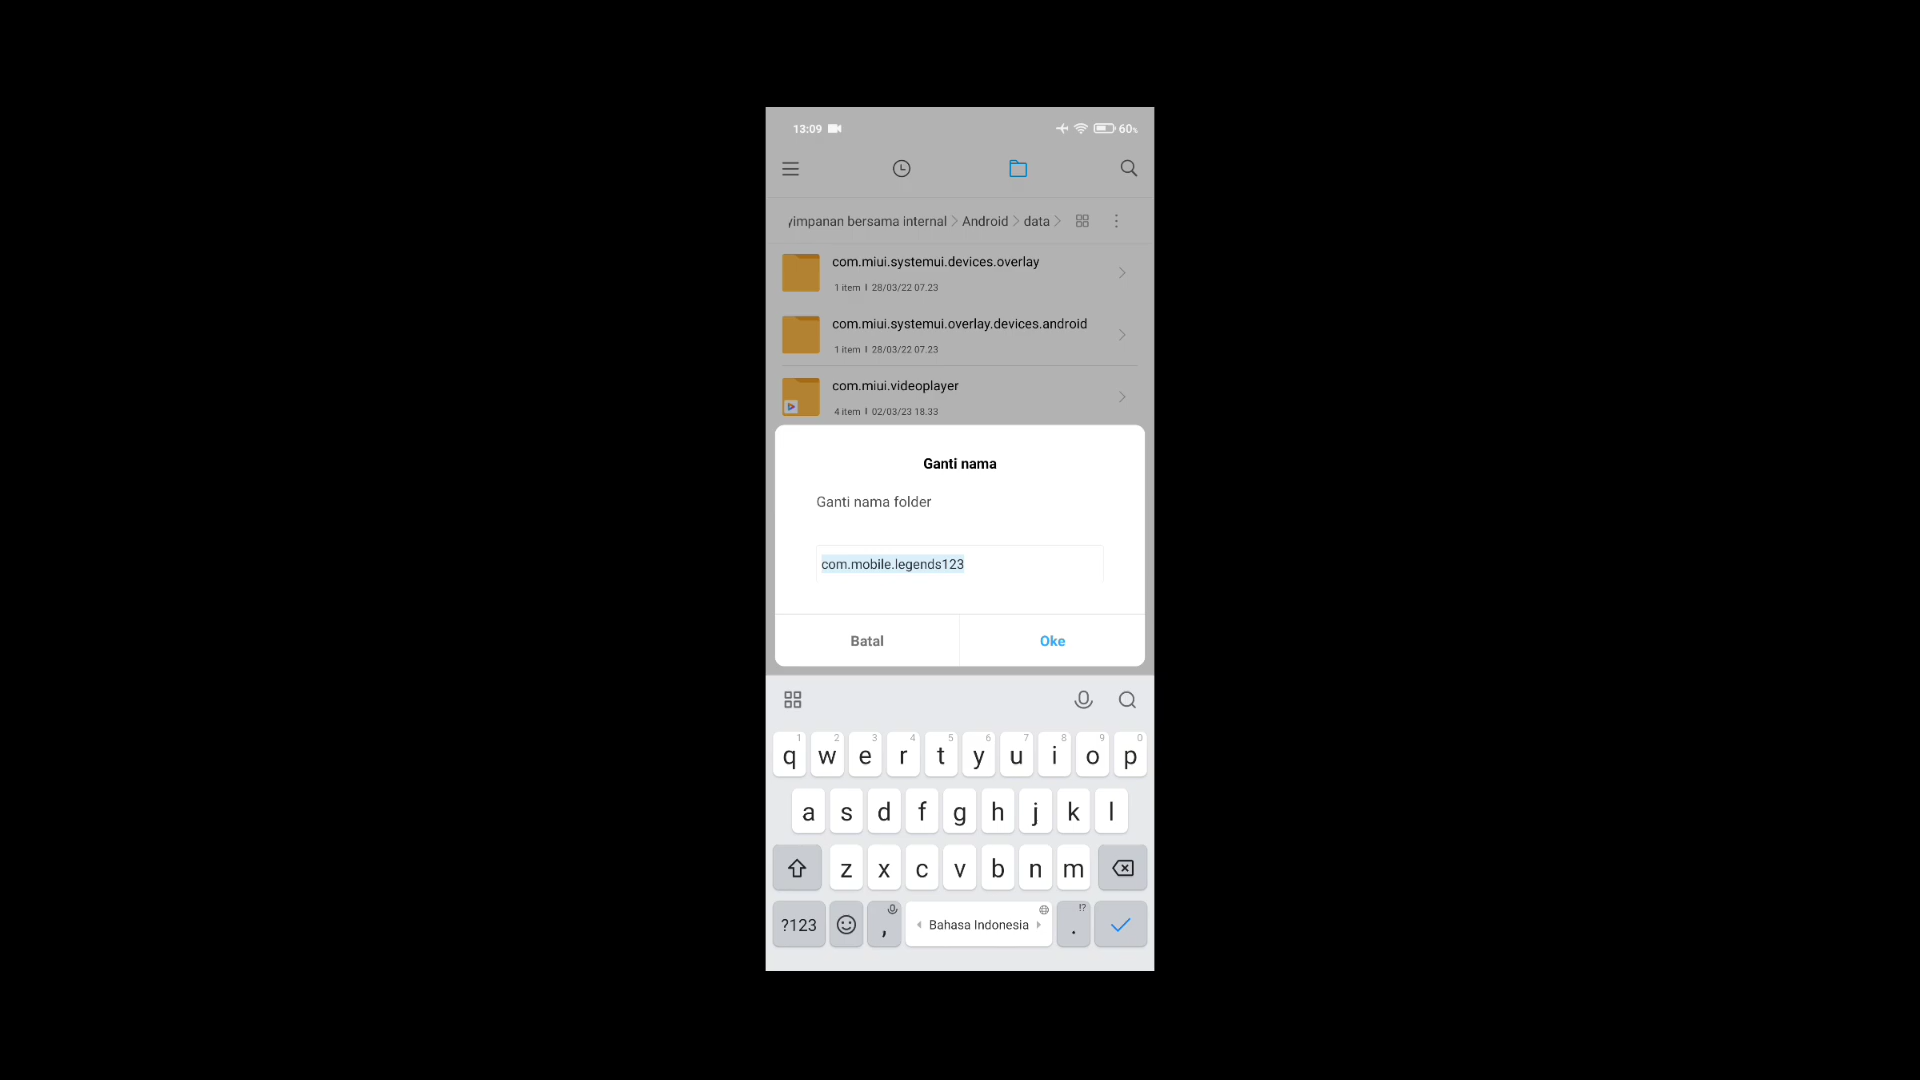 13:09 60%
yimpanan bersama internal > Android > data >
com.miui.systemui.devices.overlay
1 item | 28/03/22 07.23
com.miui.systemui.overlay.devices.android
1 item | 28/03/22 07.23
com.miui.videoplayer
4 item | 02/03/23 18.33
Ganti nama
Ganti nama folder
com.mobile.legends123
Batal Oke
1 2 3 4 5 6 7 8 9 0
q w e r t y u i o p
a s d f g h j k l
z x c v b n m
!?
?123 , Bahasa Indonesia .